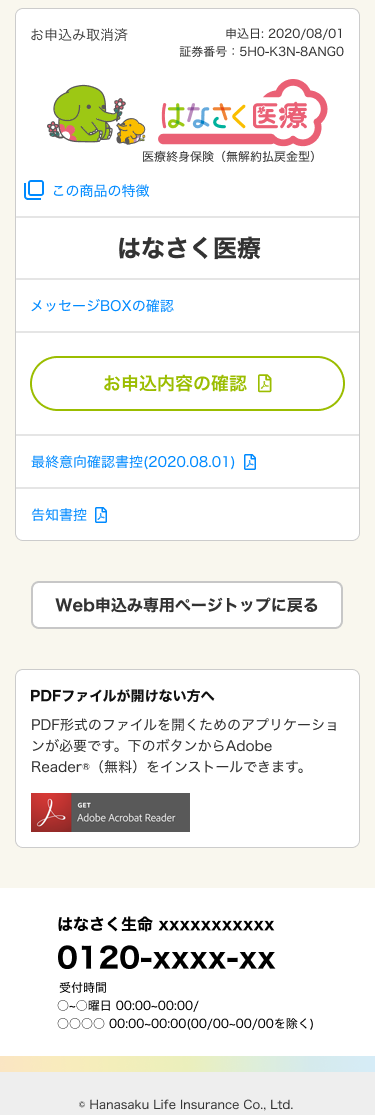 お申込み取消済
申込日: 2020/08/01
証券番号：5H0-K3N-8ANG0
はなさく医療
医療終身保険（無解約払戻金型）
この商品の特徴
はなさく医療
メッセージBOXの確認
お申込内容の確認
最終意向確認書控(2020.08.01)
告知書控
Web申込み専用ページトップに戻る
PDFファイルが開けない方へ
PDF形式のファイルを開くためのアプリケーショ
ンが必要です。下のボタンからAdobe
Reader®（無料）をインストールできます。
GET
Adobe Acrobat Reader
はなさく生命 xxxxxxxxxxx
0120-xxxx-xx
受付時間
〇~〇曜日 00:00~00:00/
〇〇〇〇 00:00~00:00(00/00~00/00を除く)
© Hanasaku Life Insurance Co., Ltd.